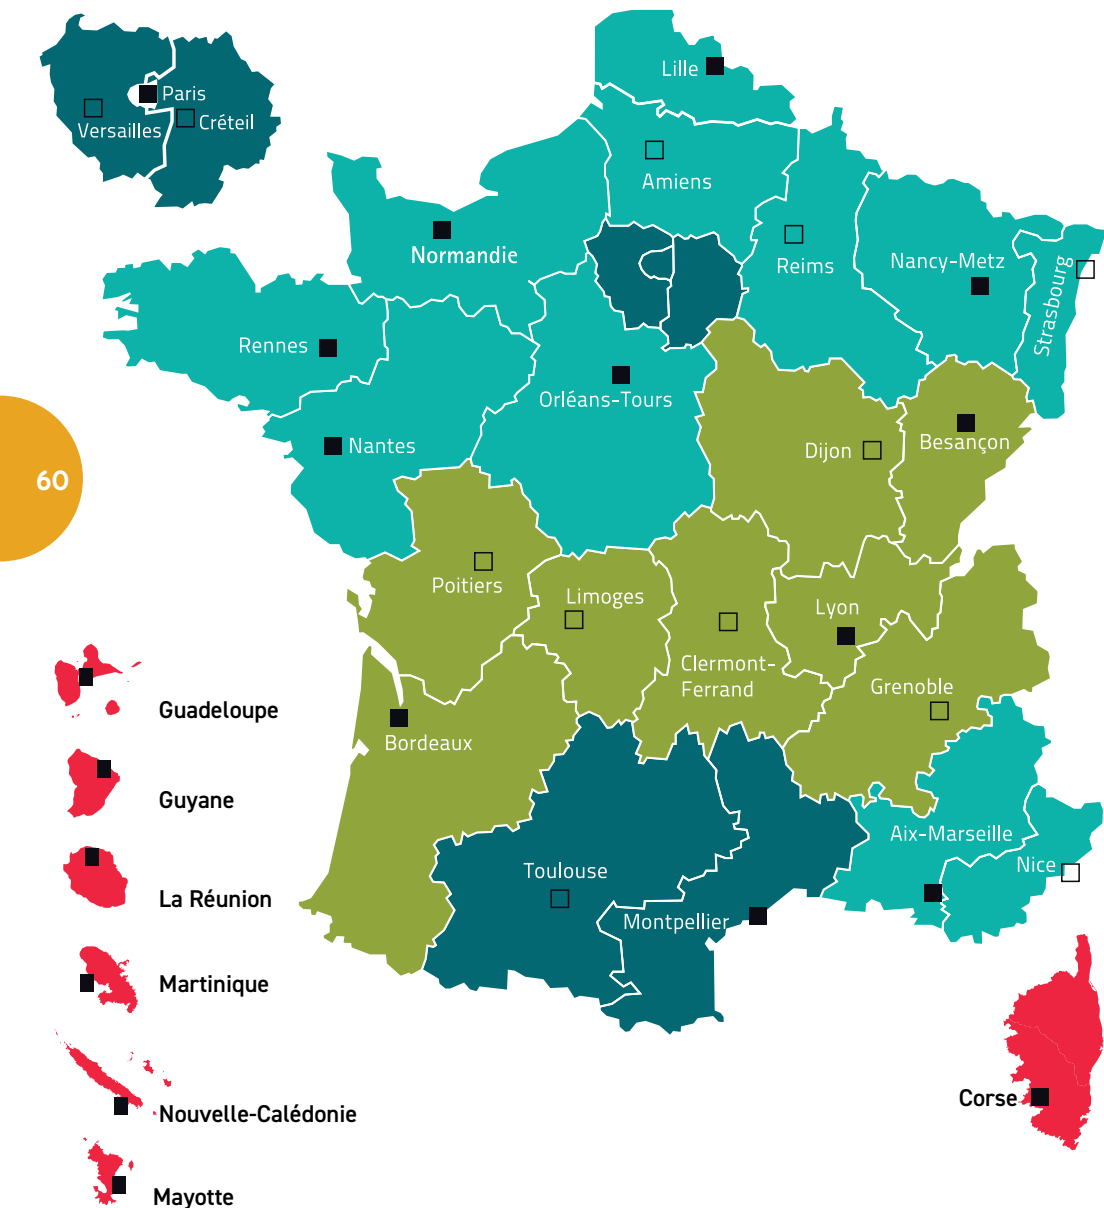 Lille
Paris
Versailles
Créteil
Amiens
Normandie
Reims
Nancy-Metz
Strasbourg
Rennes
Orléans-Tours
Nantes
Dijon
Besançon
60
Poitiers
Limoges
Lyon
Clermont-
Ferrand
Grenoble
Guadeloupe
Bordeaux
Guyane
Aix-Marseille
Nice
Toulouse
La Réunion
Montpellier
Martinique
Corse
Nouvelle-Calédonie
Mayotte